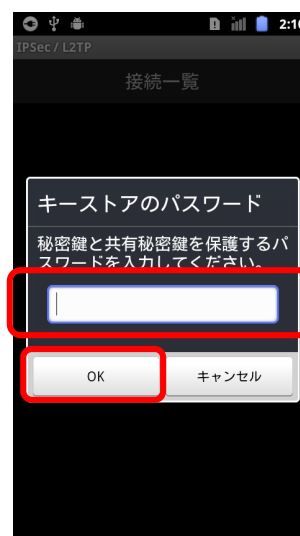 2:10
IPSec / L2TP
接続一覧
キーストアのパスワード
秘密鍵と共有秘密鍵を保護するパ
スワードを入力してください。
OK
キャンセル